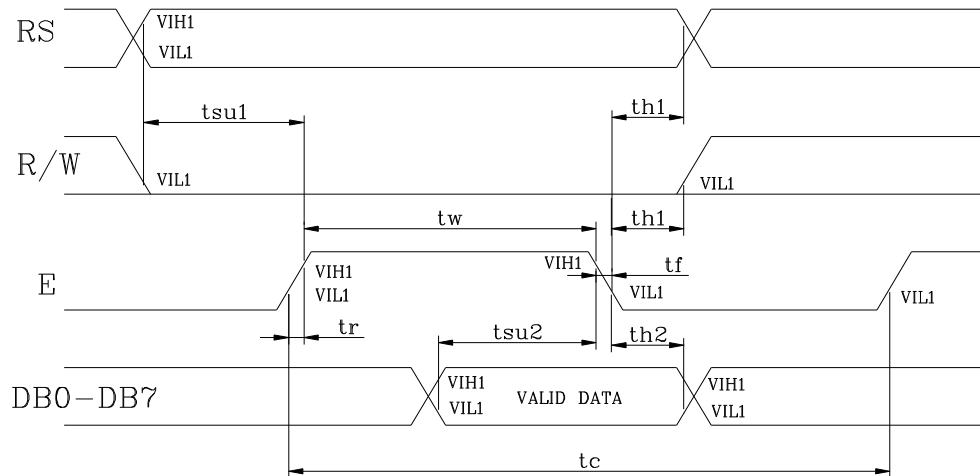 RS
VIH1
VIL1
tsu1
th1
R/W
VIL1
VIL1
tw
th1
E
VIH1
VIL1
VIH1
tf
VIL1
VIL1
tr
tsu2
th2
DB0-DB7
VIH1
VIL1
VALID DATA
VIH1
VIL1
tc